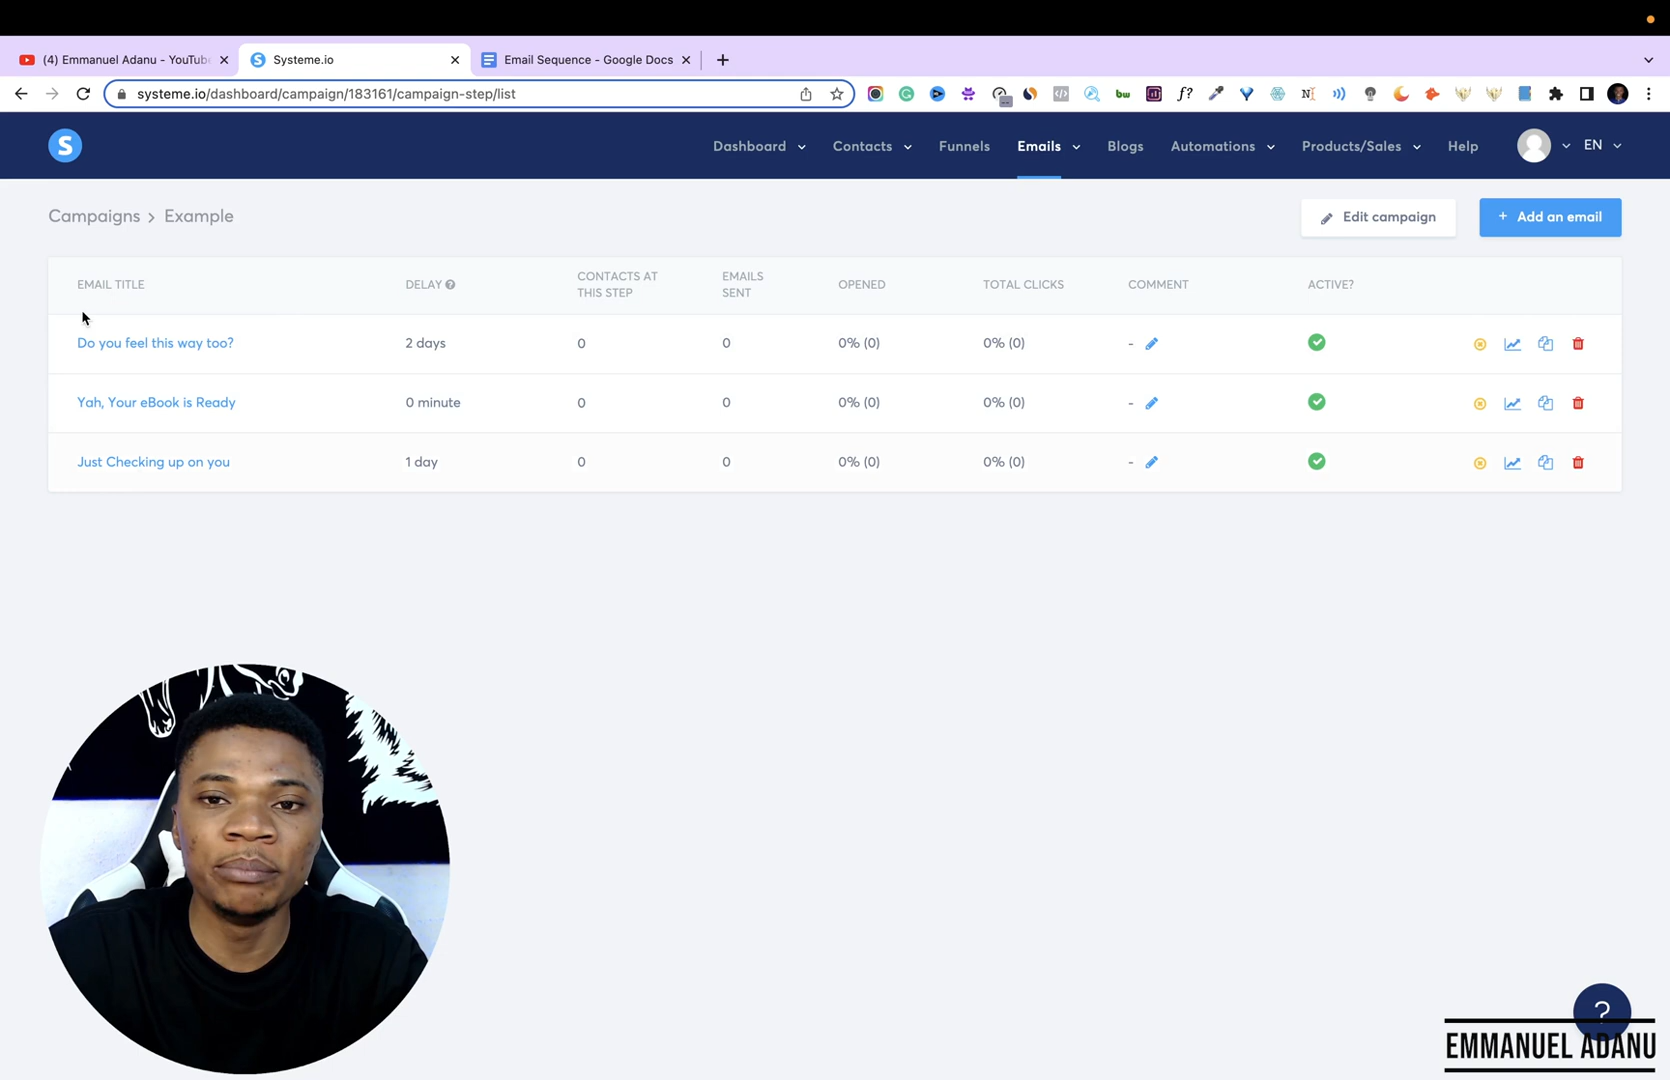 (4) Emmanuel Adanu - YouTube
Systeme.io
Email Sequence - Google Docs
systeme.io/dashboard/campaign/183161/campaign-step/list
S
Dashboard
Contacts
Funnels
Emails
Blogs
Automations
Products/Sales
Help
EN
Campaigns > Example
Edit campaign
+ Add an email
EMAIL TITLE
DELAY
CONTACTS AT
THIS STEP
EMAILS
SENT
OPENED
TOTAL CLICKS
COMMENT
ACTIVE?
Do you feel this way too? 2 days 0 0 0% (0) 0% (0) -
Yah, Your eBook is Ready 0 minute 0 0 0% (0) 0% (0) -
Just Checking up on you 1 day 0 0 0% (0) 0% (0) -
?
EMMANUEL ADANU